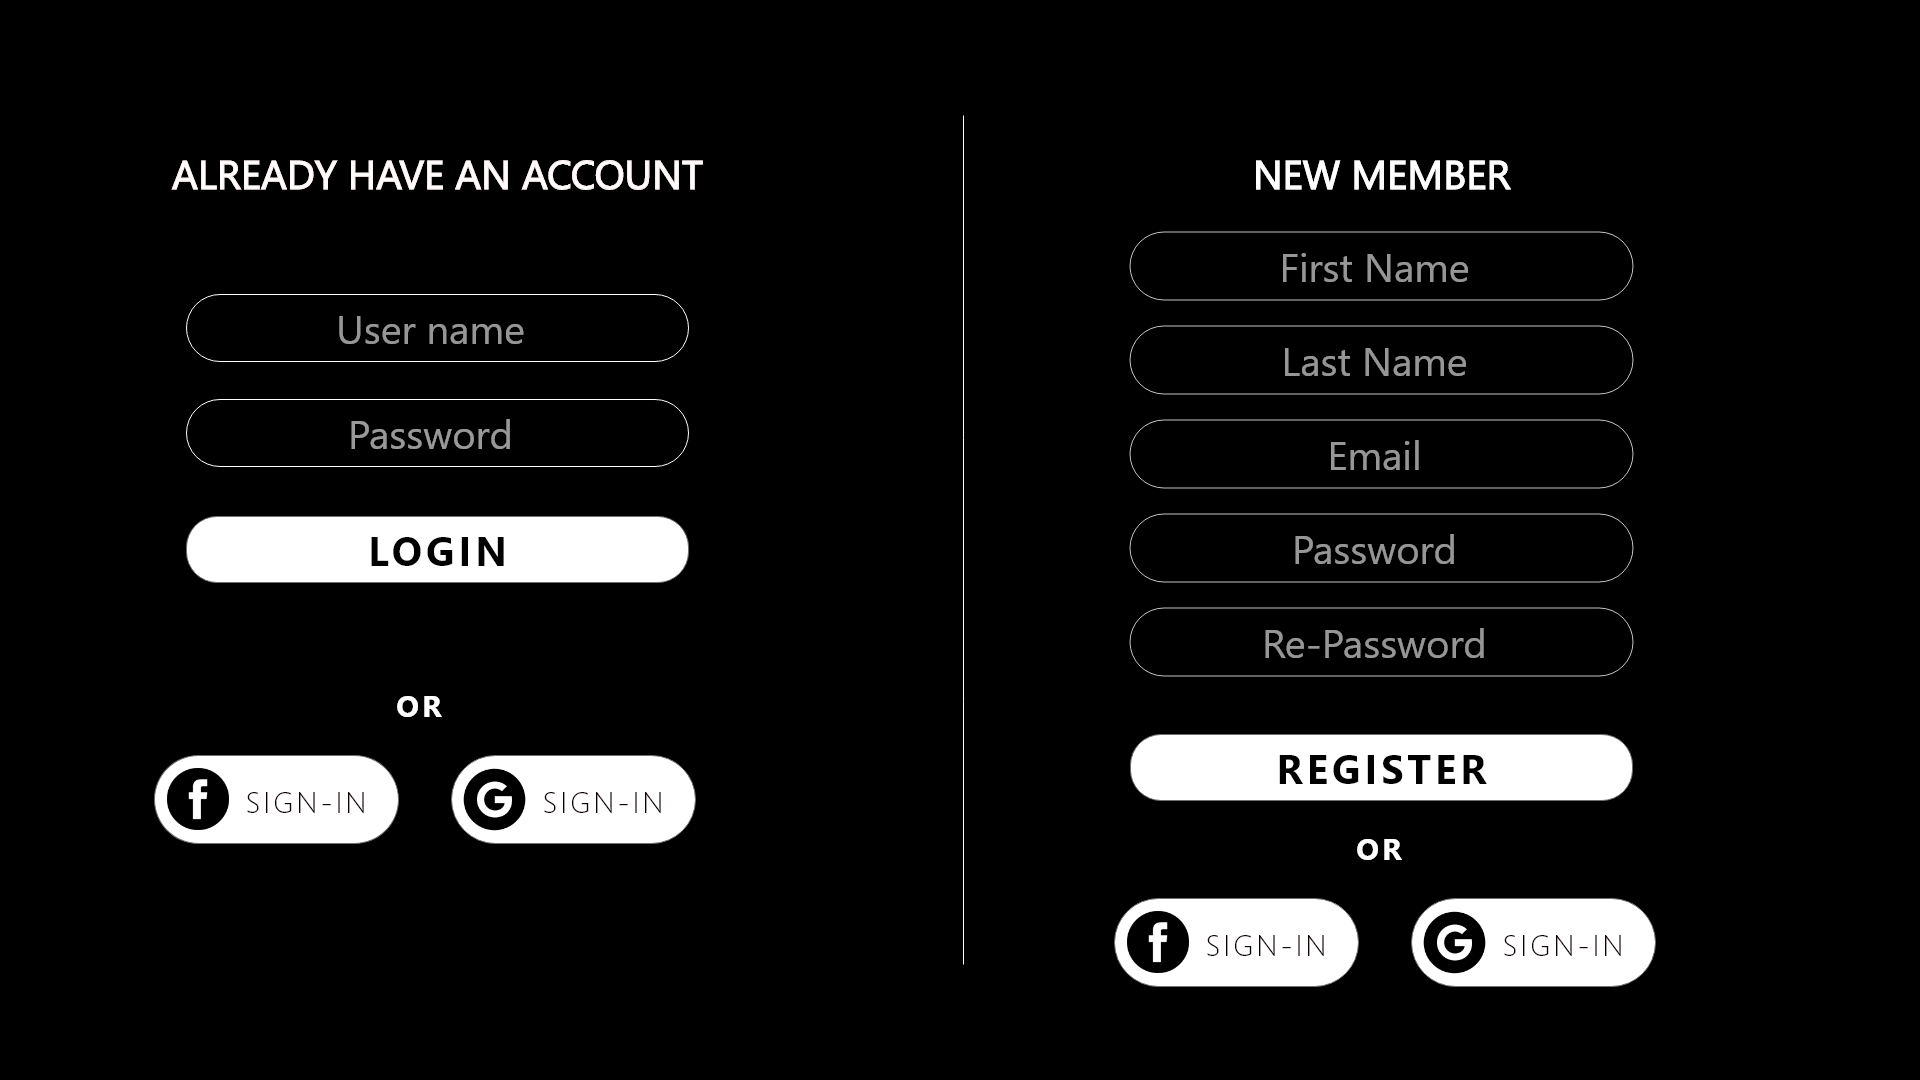 ALREADY HAVE AN ACCOUNT
User name
Password
LOGIN
OR
f SIGN-IN
G SIGN-IN
NEW MEMBER
First Name
Last Name
Email
Password
Re-Password
REGISTER
OR
f SIGN-IN
G SIGN-IN